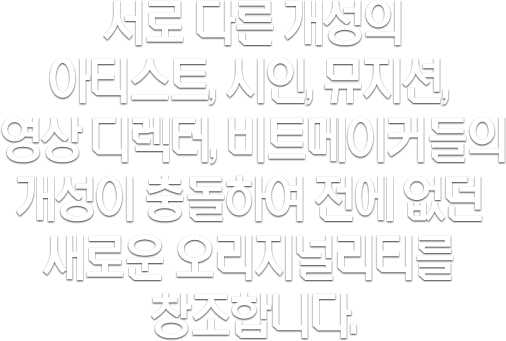 서로 다른 개성의
아티스트, 시인, 뮤지션,
영상 디렉터, 비트메이커들의
개성이 충돌하여 전에 없던
새로운 오리지널리티를
창조합니다.